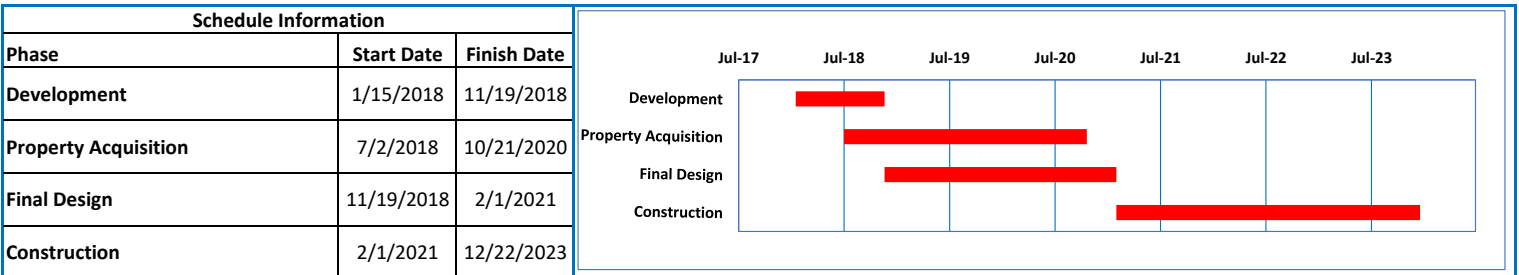 Schedule Information
Phase Start Date Finish Date
Development 1/15/2018 11/19/2018
Property Acquisition 7/2/2018 10/21/2020
Final Design 11/19/2018 2/1/2021
Construction 2/1/2021 12/22/2023
Jul-17 Jul-18 Jul-19 Jul-20 Jul-21 Jul-22 Jul-23
Development
Property Acquisition
Final Design
Construction